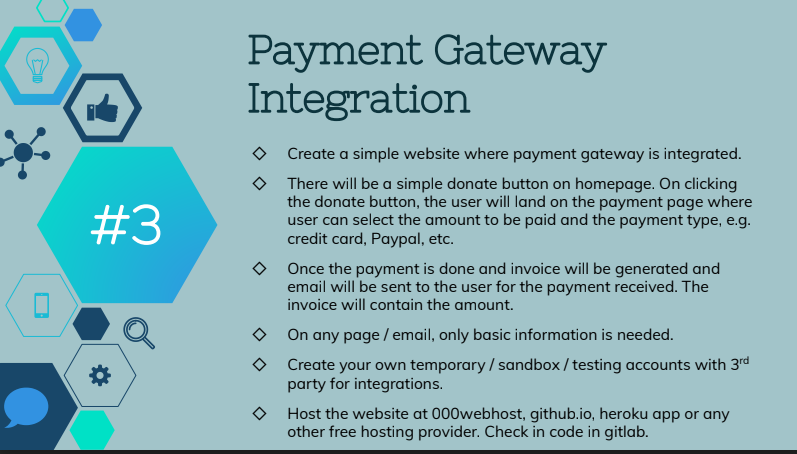 Payment Gateway
Integration
#3
Create a simple website where payment gateway is integrated.
There will be a simple donate button on homepage. On clicking
the donate button, the user will land on the payment page where
user can select the amount to be paid and the payment type, e.g.
credit card, Paypal, etc.
Once the payment is done and invoice will be generated and
email will be sent to the user for the payment received. The
invoice will contain the amount.
On any page / email, only basic information is needed.
Create your own temporary / sandbox / testing accounts with 3rd
party for integrations.
Host the website at 000webhost, github.io, heroku app or any
other free hosting provider. Check in code in gitlab.